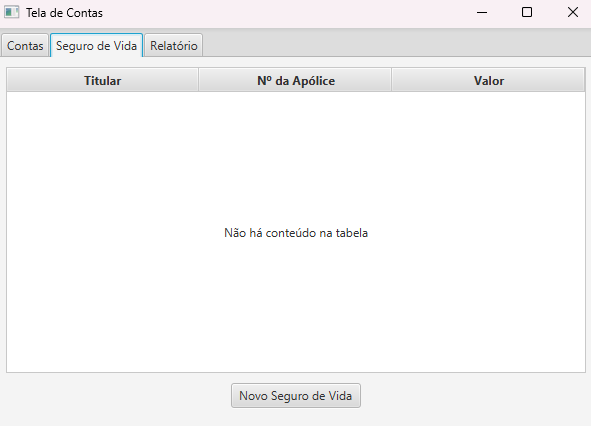 Tela de Contas
Contas Seguro de Vida Relatório
Titular Nº da Apólice Valor
Não há conteúdo na tabela
Novo Seguro de Vida